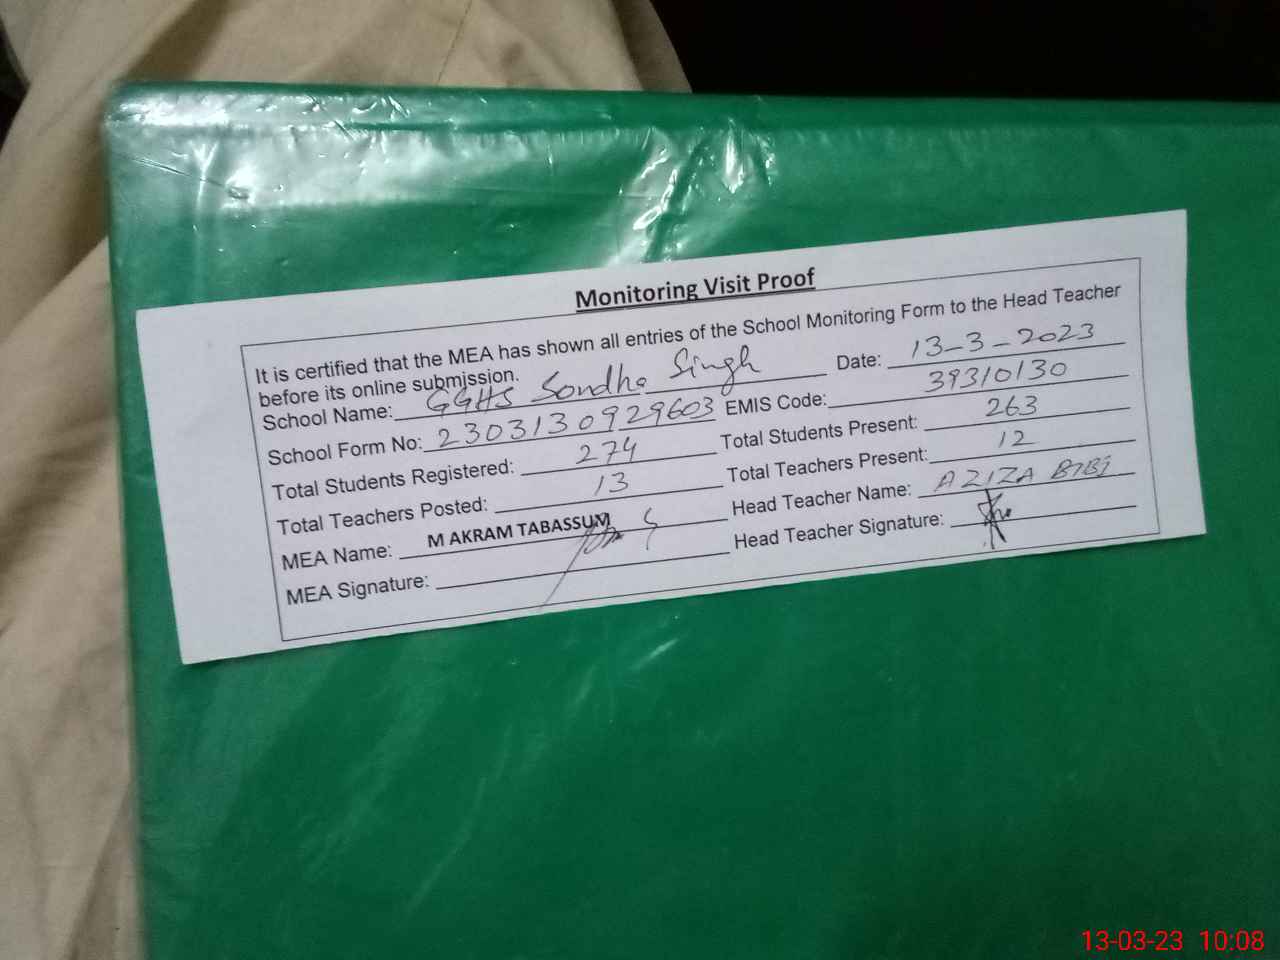 Monitoring Visit Proof
It is certified that the MEA has shown all entries of the School Monitoring Form to the Head Teacher
before its online submission.
School Name: GGHS Sondha Singh Date: 13-3-2023
School Form No: 2303130929603 EMIS Code: 39310130
Total Students Registered: 274 Total Students Present: 263
Total Teachers Posted: 13 Total Teachers Present: 12
MEA Name: M AKRAM TABASSUM Head Teacher Name: AZIZA BIBI
MEA Signature: Head Teacher Signature:
13-03-23 10:08